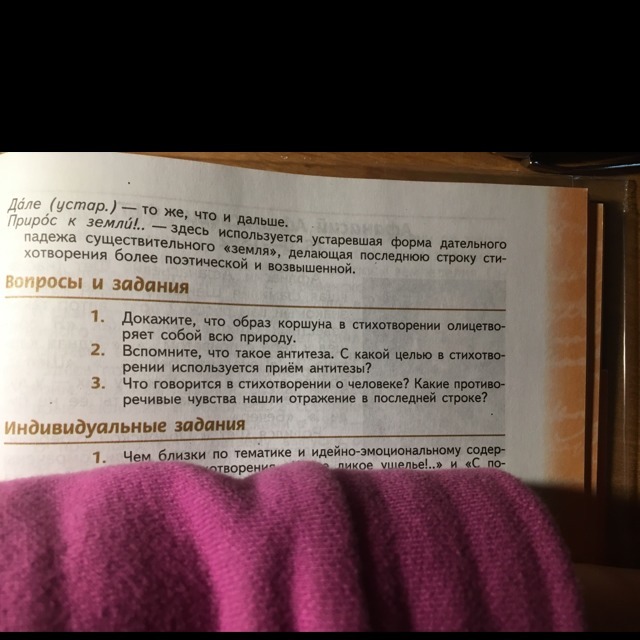 Да́ле (устар.) — то же, что и дальше.
Приро́с к земли́!.. — здесь используется устаревшая форма дательного
падежа существительного «земля», делающая последнюю строку сти-
хотворения более поэтической и возвышенной.
Вопросы и задания
1. Докажите, что образ коршуна в стихотворении олицетво-
ряет собой всю природу.
2. Вспомните, что такое антитеза. С какой целью в стихотво-
рении используется приём антитезы?
3. Что говорится в стихотворении о человеке? Какие противо-
речивые чувства нашли отражение в последней строке?
Индивидуальные задания
1. Чем близки по тематике и идейно-эмоциональному содер-
дикое ущелье!..» и «С по-